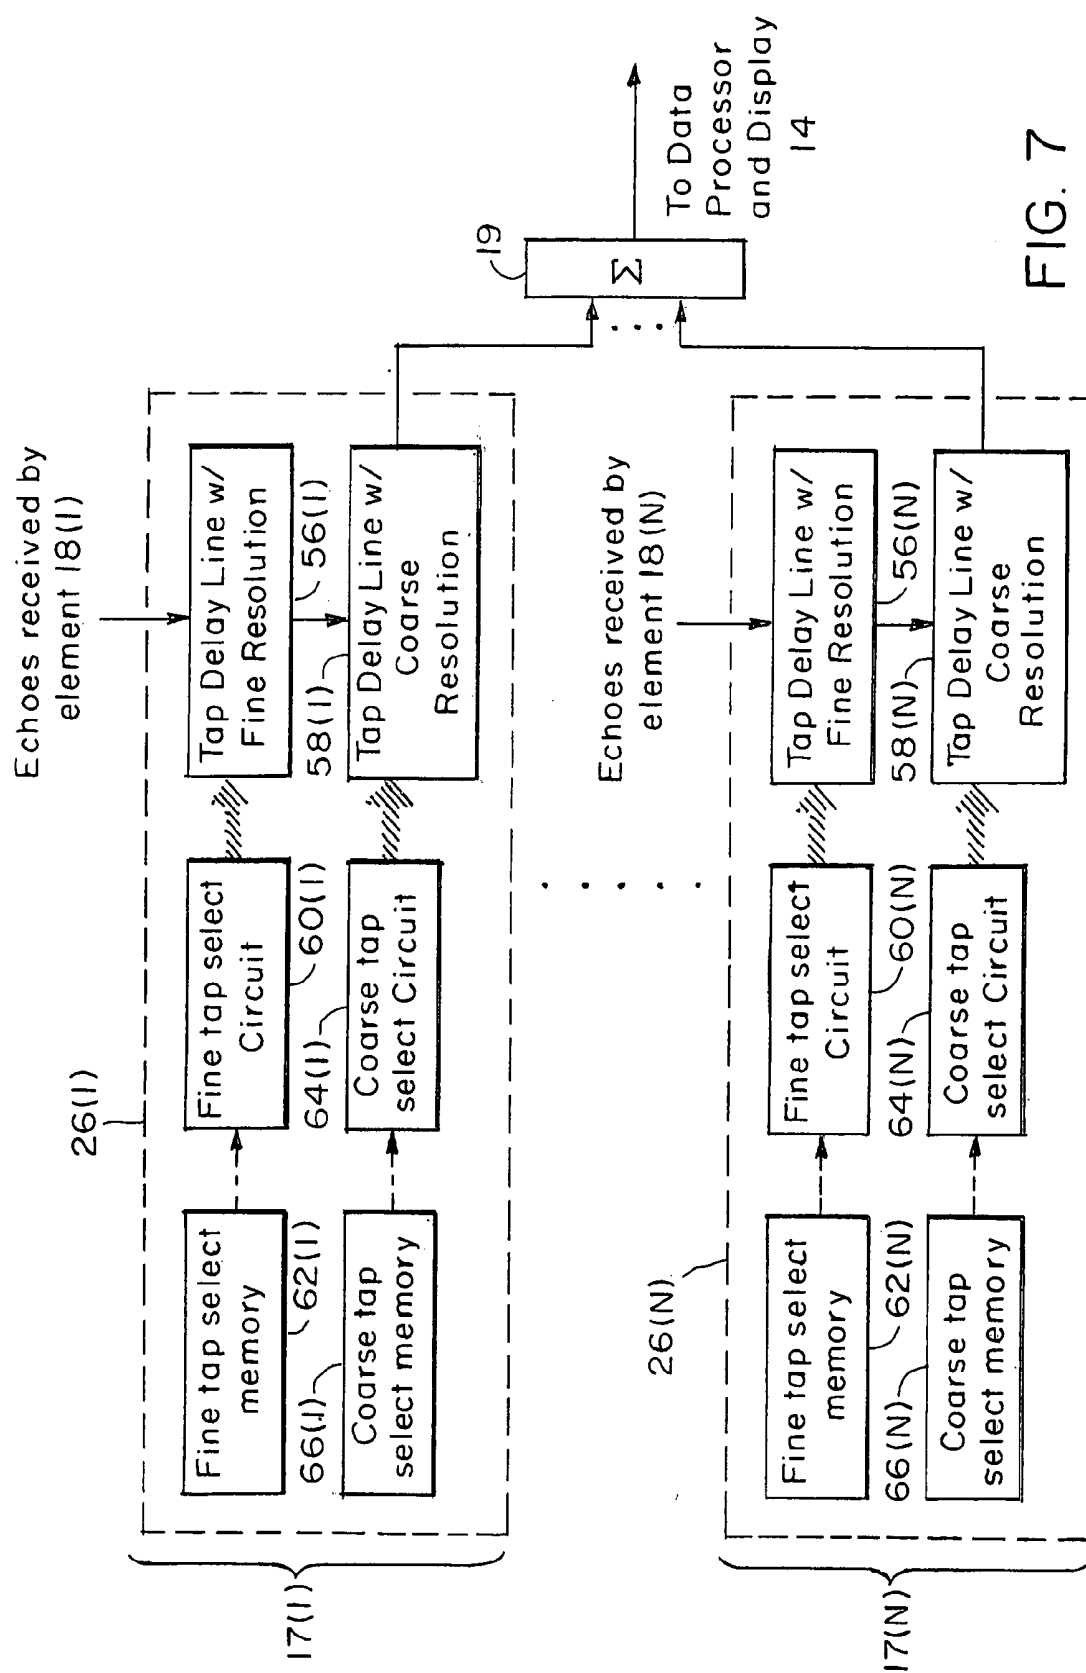 Echoes received by
element 18(1)
26(1)
Fine tap select
memory
62(1)
Fine tap select
Circuit
60(1)
Tap Delay Line w/
Fine Resolution
56(1)
66(1)
Coarse tap
select memory
64(1)
Coarse tap
select Circuit
58(1)
Tap Delay Line w/
Coarse
Resolution
17(1)
19
Σ
To Data
Processor
and Display
14
Echoes received by
element 18(N)
26(N)
Fine tap select
memory
62(N)
Fine tap select
Circuit
60(N)
Tap Delay Line w/
Fine Resolution
56(N)
66(N)
Coarse tap
select memory
64(N)
Coarse tap
select Circuit
58(N)
Tap Delay Line w/
Coarse
Resolution
17(N)
FIG. 7